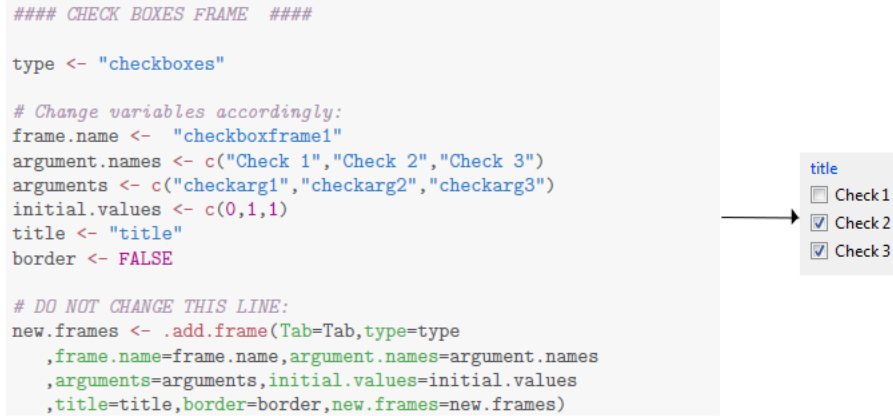 #### CHECK BOXES FRAME ####
type <- "checkboxes"
# Change variables accordingly:
frame.name <- "checkboxframe1"
argument.names <- c("Check 1","Check 2","Check 3")
arguments <- c("checkarg1","checkarg2","checkarg3")
initial.values <- c(0,1,1)
title <- "title"
border <- FALSE
# DO NOT CHANGE THIS LINE:
new.frames <- .add.frame(Tab=Tab,type=type
,frame.name=frame.name,argument.names=argument.names
,arguments=arguments,initial.values=initial.values
,title=title,border=border,new.frames=new.frames)
title
Check 1
Check 2
Check 3